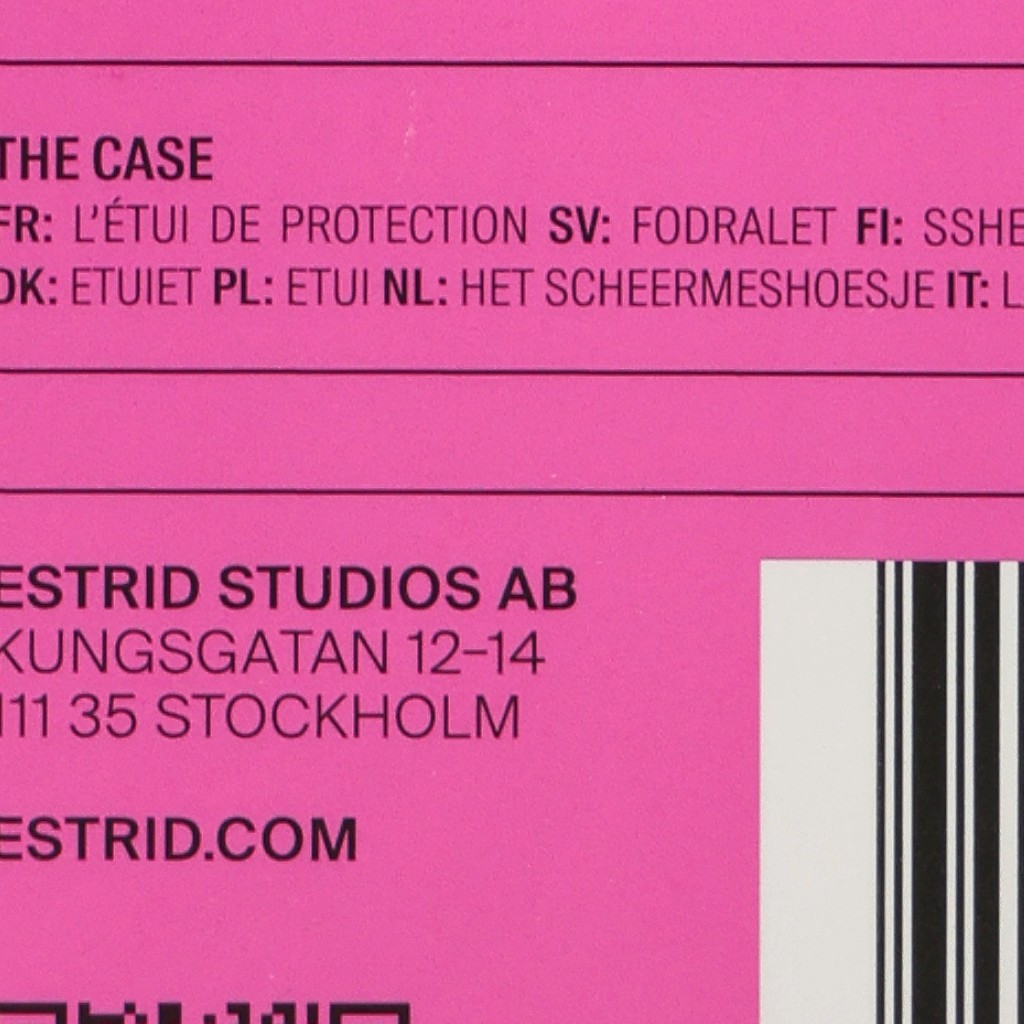 THE CASE
FR: L'ÉTUI DE PROTECTION SV: FODRALET FI:
DK: ETUIET PL: ETUI NL: HET SCHEERMESHOESJE IT:
ESTRID STUDIOS AB
KUNGSGATAN 12–14
111 35 STOCKHOLM
ESTRID.COM